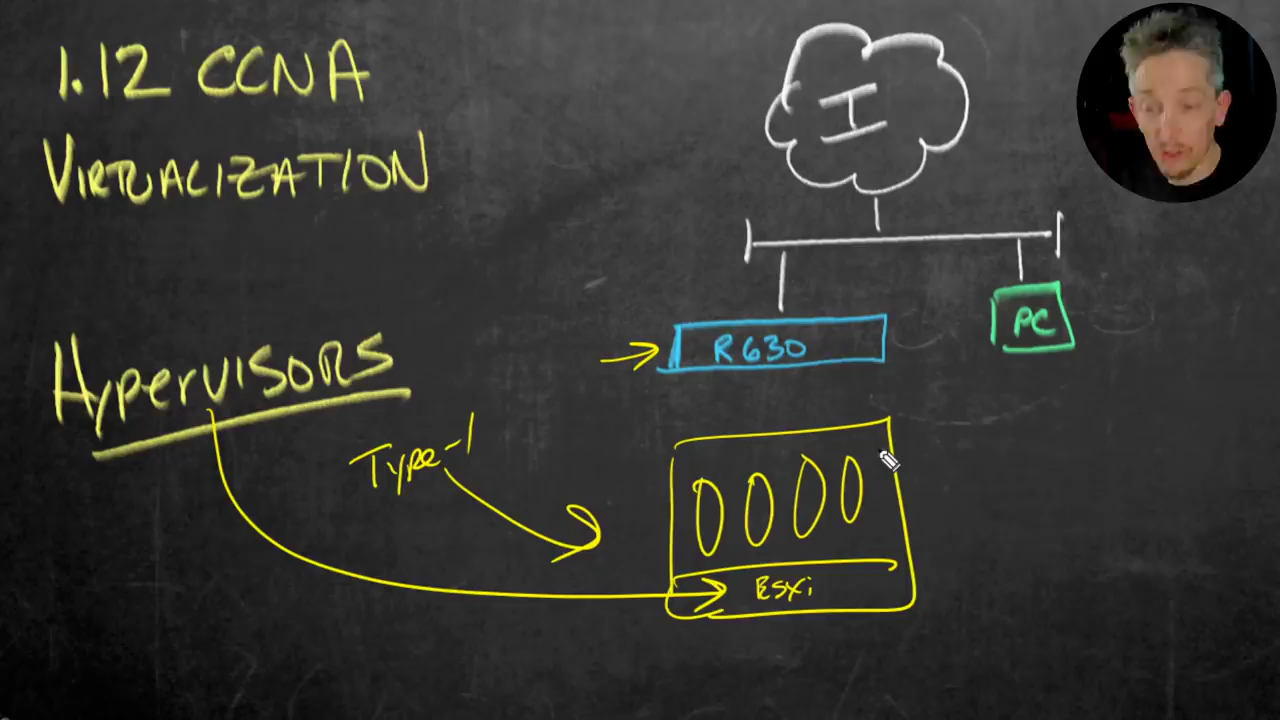 1.12 CCNA
VIRTUALIZATION
I
R630
PC
HypervisORS
Type-1
ESXi